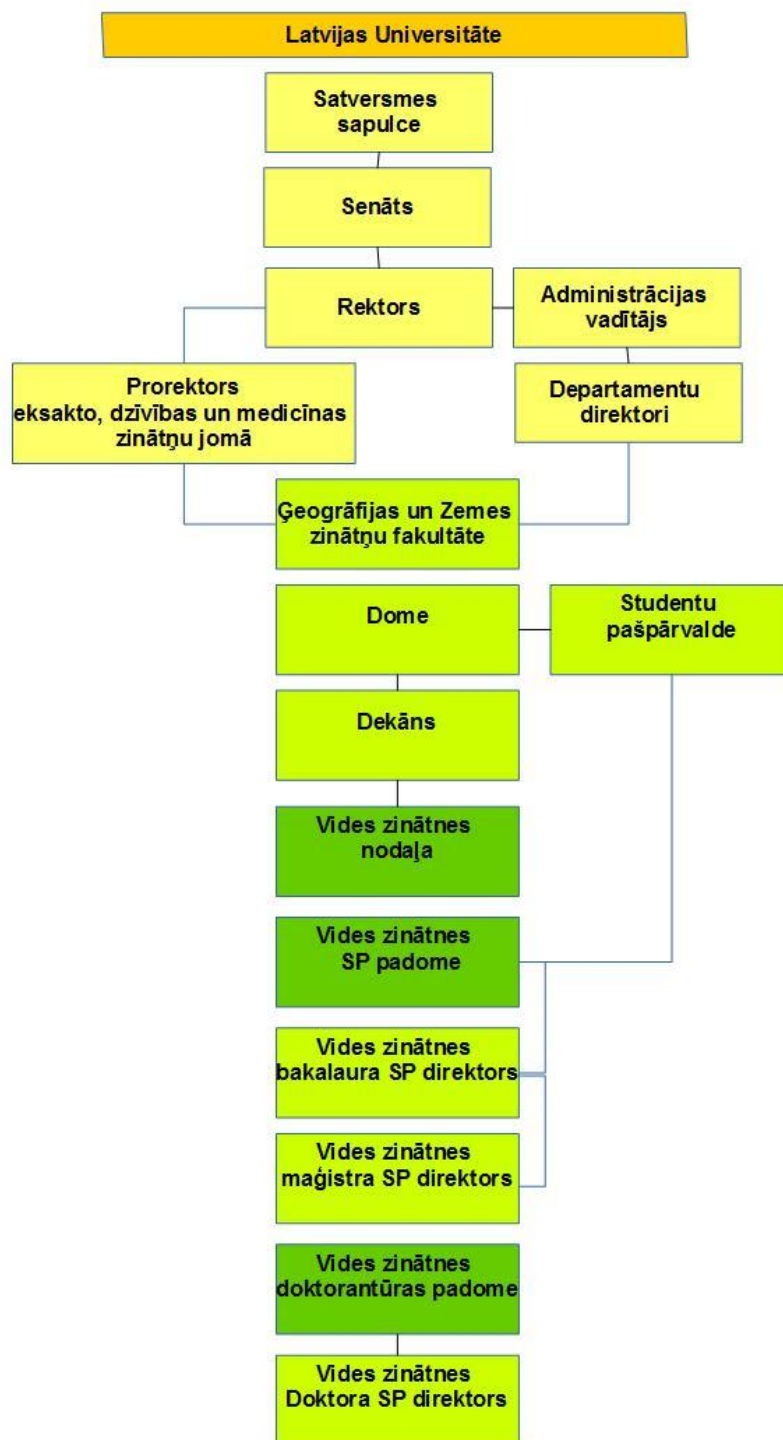 Latvijas Universitāte
Satversmes
sapulce
Senāts
Rektors
Administrācijas
vadītājs
Prorektors
eksakto, dzīvības un medicīnas
zinātņu jomā
Departamentu
direktori
Ģeogrāfijas un Zemes
zinātņu fakultāte
Dome
Studentu
pašpārvalde
Dekāns
Vides zinātnes
nodaļa
Vides zinātnes
SP padome
Vides zinātnes
bakalaura SP direktors
Vides zinātnes
maģistra SP direktors
Vides zinātnes
doktorantūras padome
Vides zinātnes
Doktora SP direktors